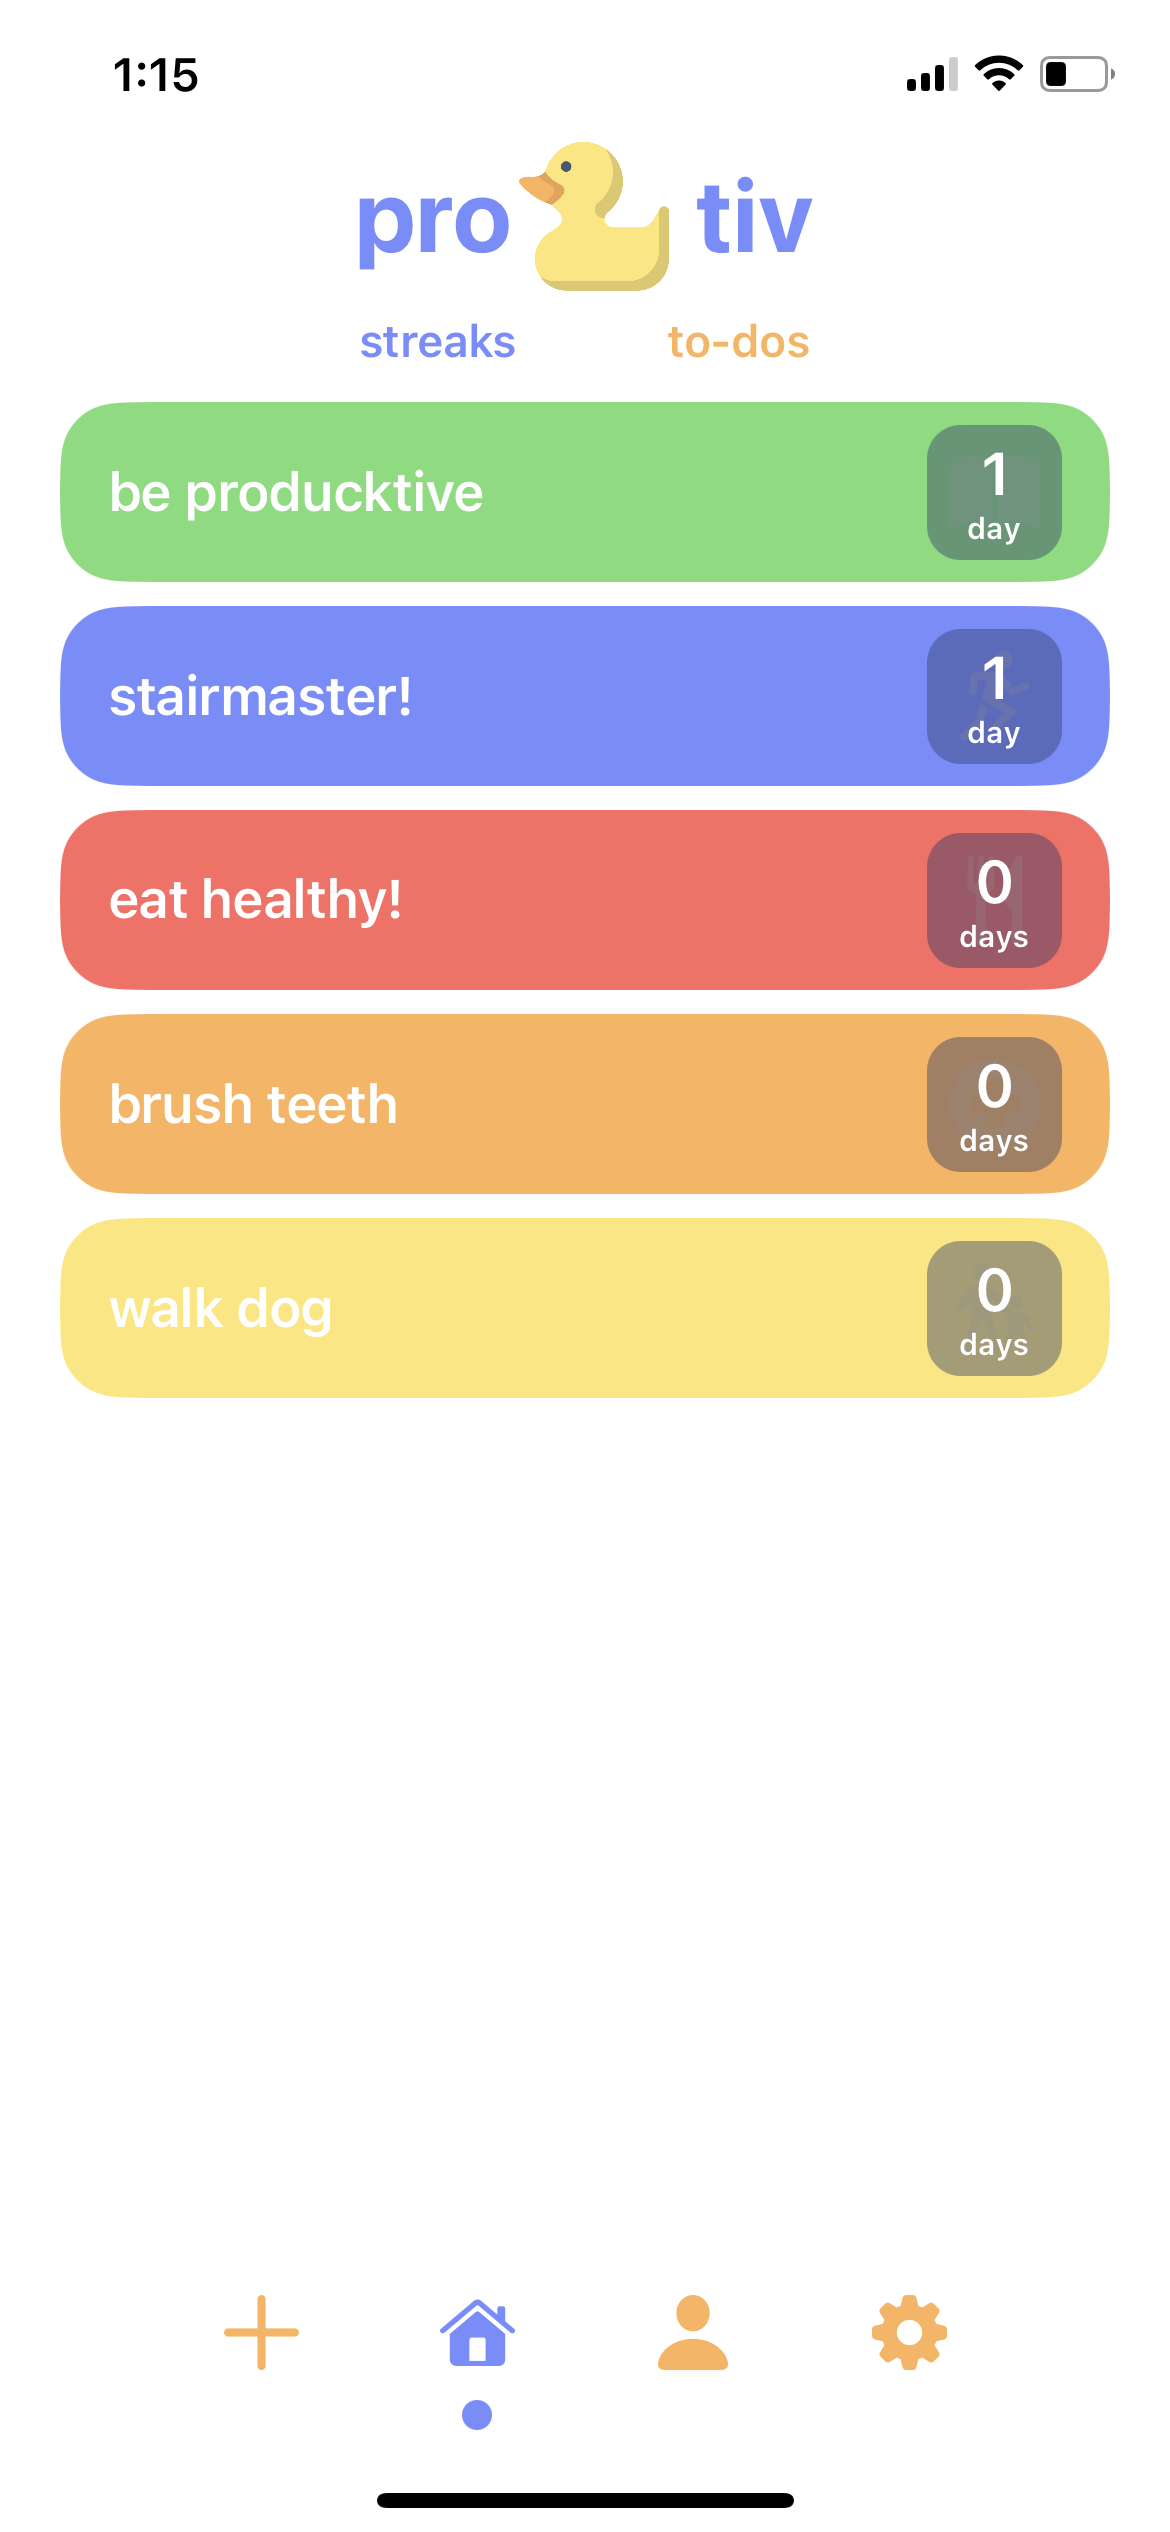 1:15
pro tiv
streaks to-dos
be producktive
1
day
stairmaster!
1
day
eat healthy!
0
days
brush teeth
0
days
walk dog
0
days